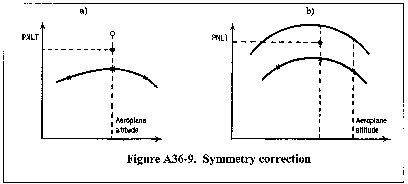 a)
b)
PNLT
PNLT
Aeroplane
altitude
Aeroplane
altitude
Figure A36-9. Symmetry correction